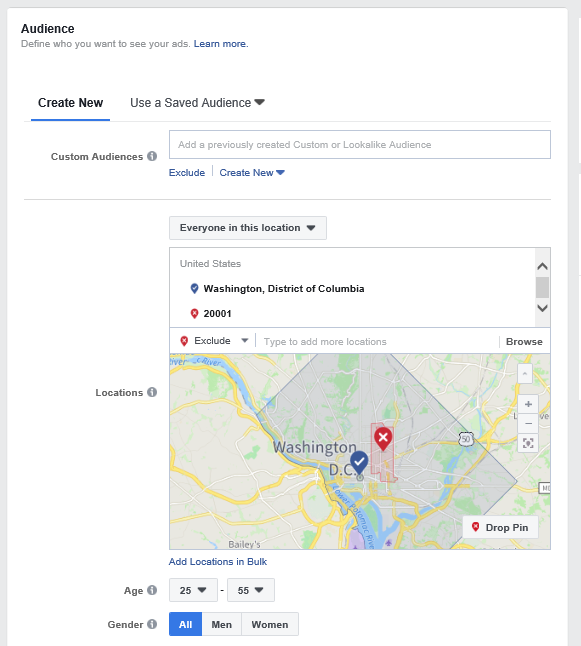 Audience
Define who you want to see your ads. Learn more.
Create New
Use a Saved Audience
Custom Audiences
Add a previously created Custom or Lookalike Audience
Exclude
Create New
Everyone in this location
United States
Washington, District of Columbia
20001
Exclude
Type to add more locations
Browse
Locations
Washington
D.C.
50
Lower Potomac Rive
Bailey's
Drop Pin
Add Locations in Bulk
Age
25 - 55
Gender
All
Men
Women